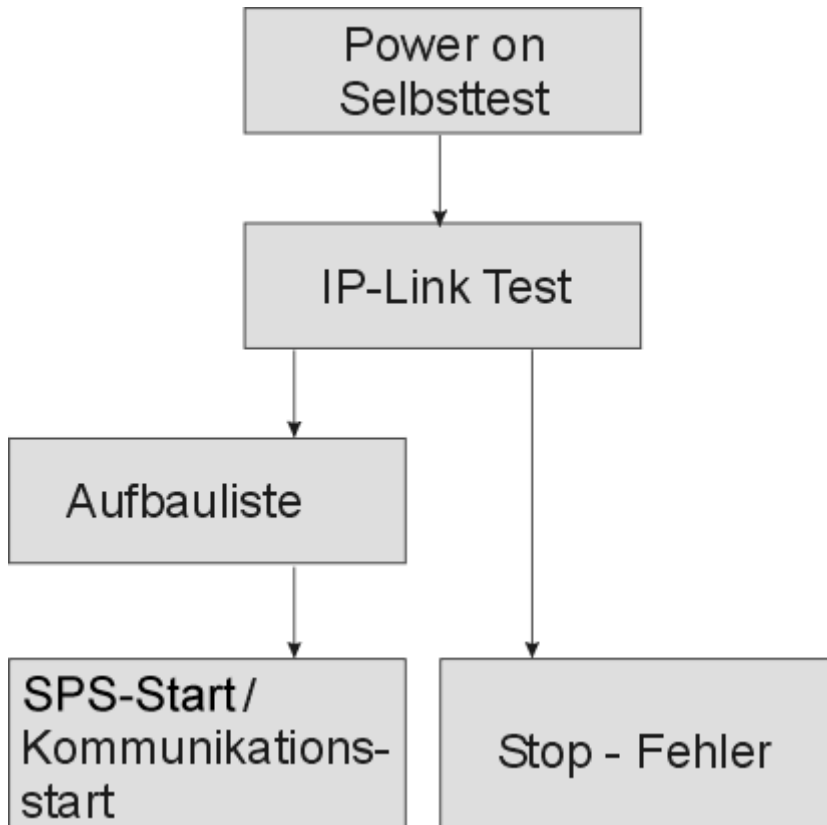 Power on
Selbsttest
IP-Link Test
Aufbauliste
SPS-Start/
Kommunikations-
start
Stop - Fehler